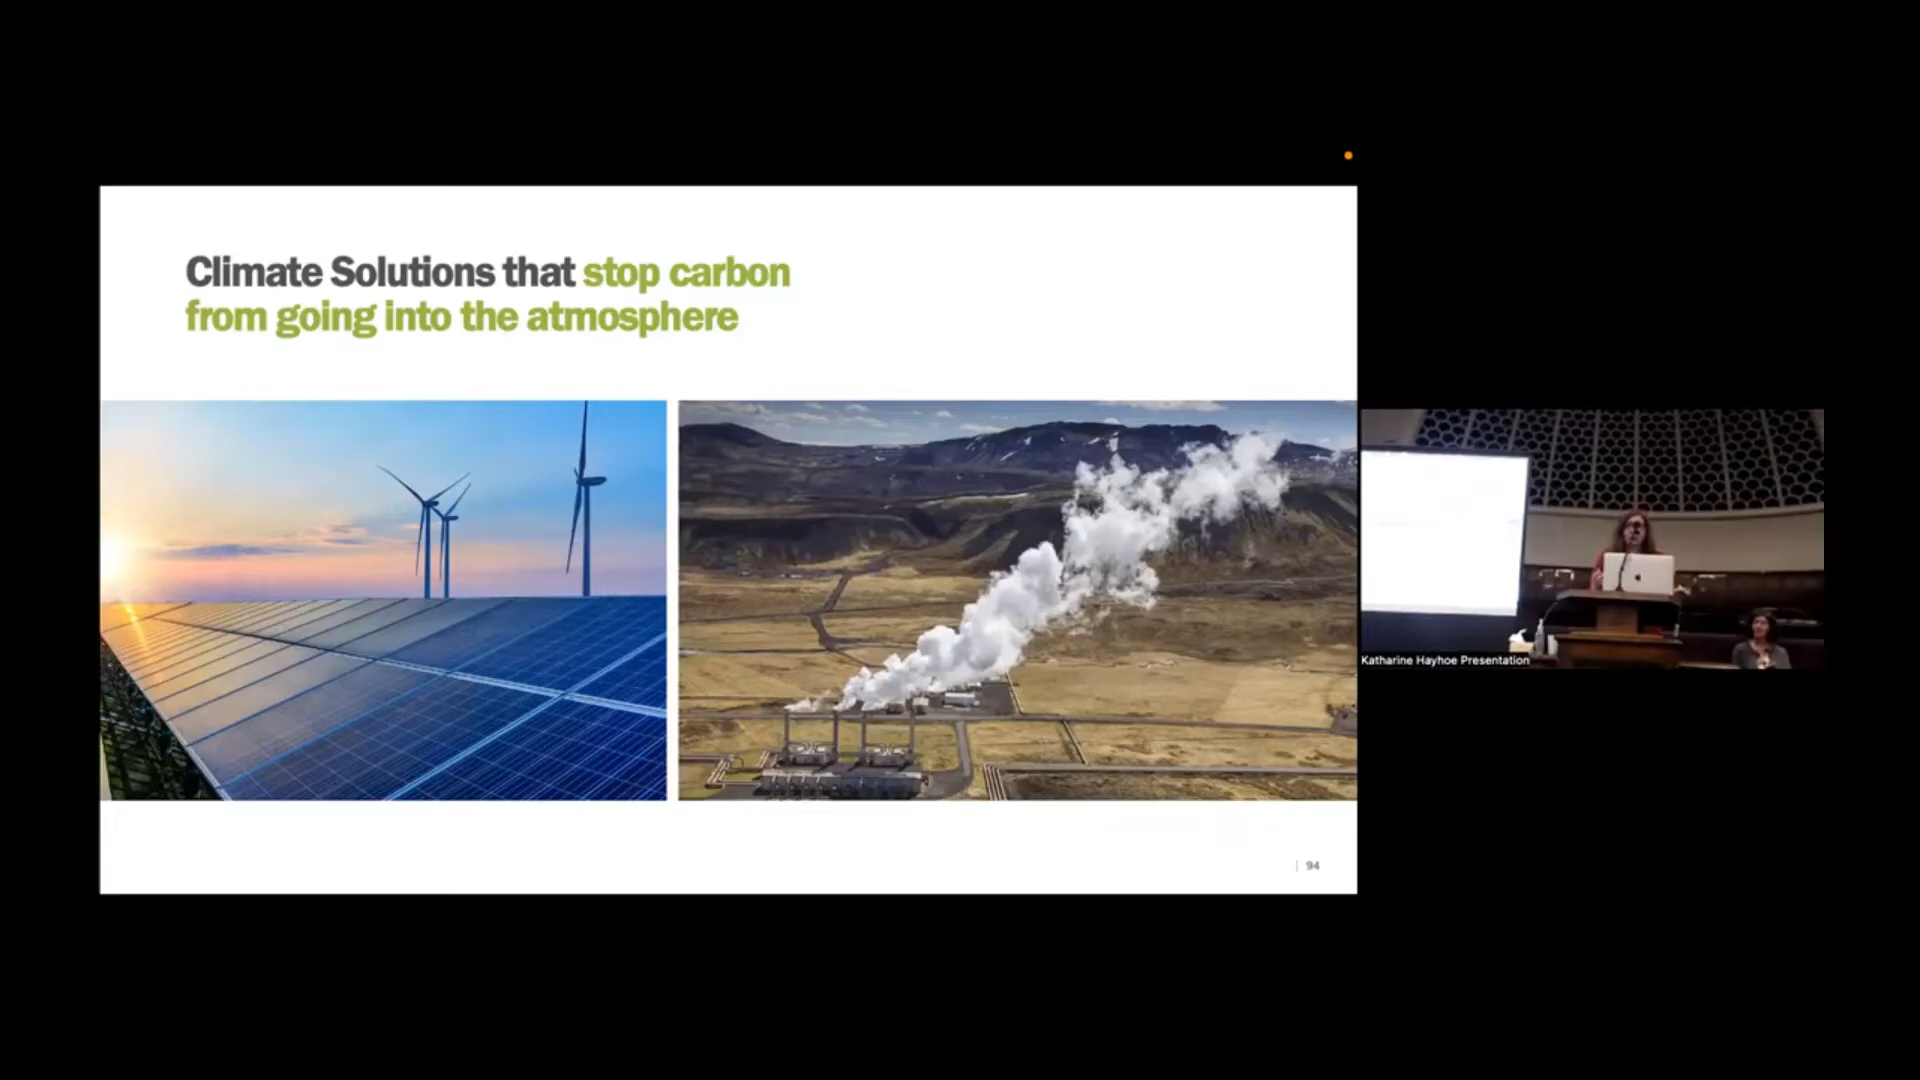 Climate Solutions that stop carbon
from going into the atmosphere
94
Katharine Hayhoe Presentation